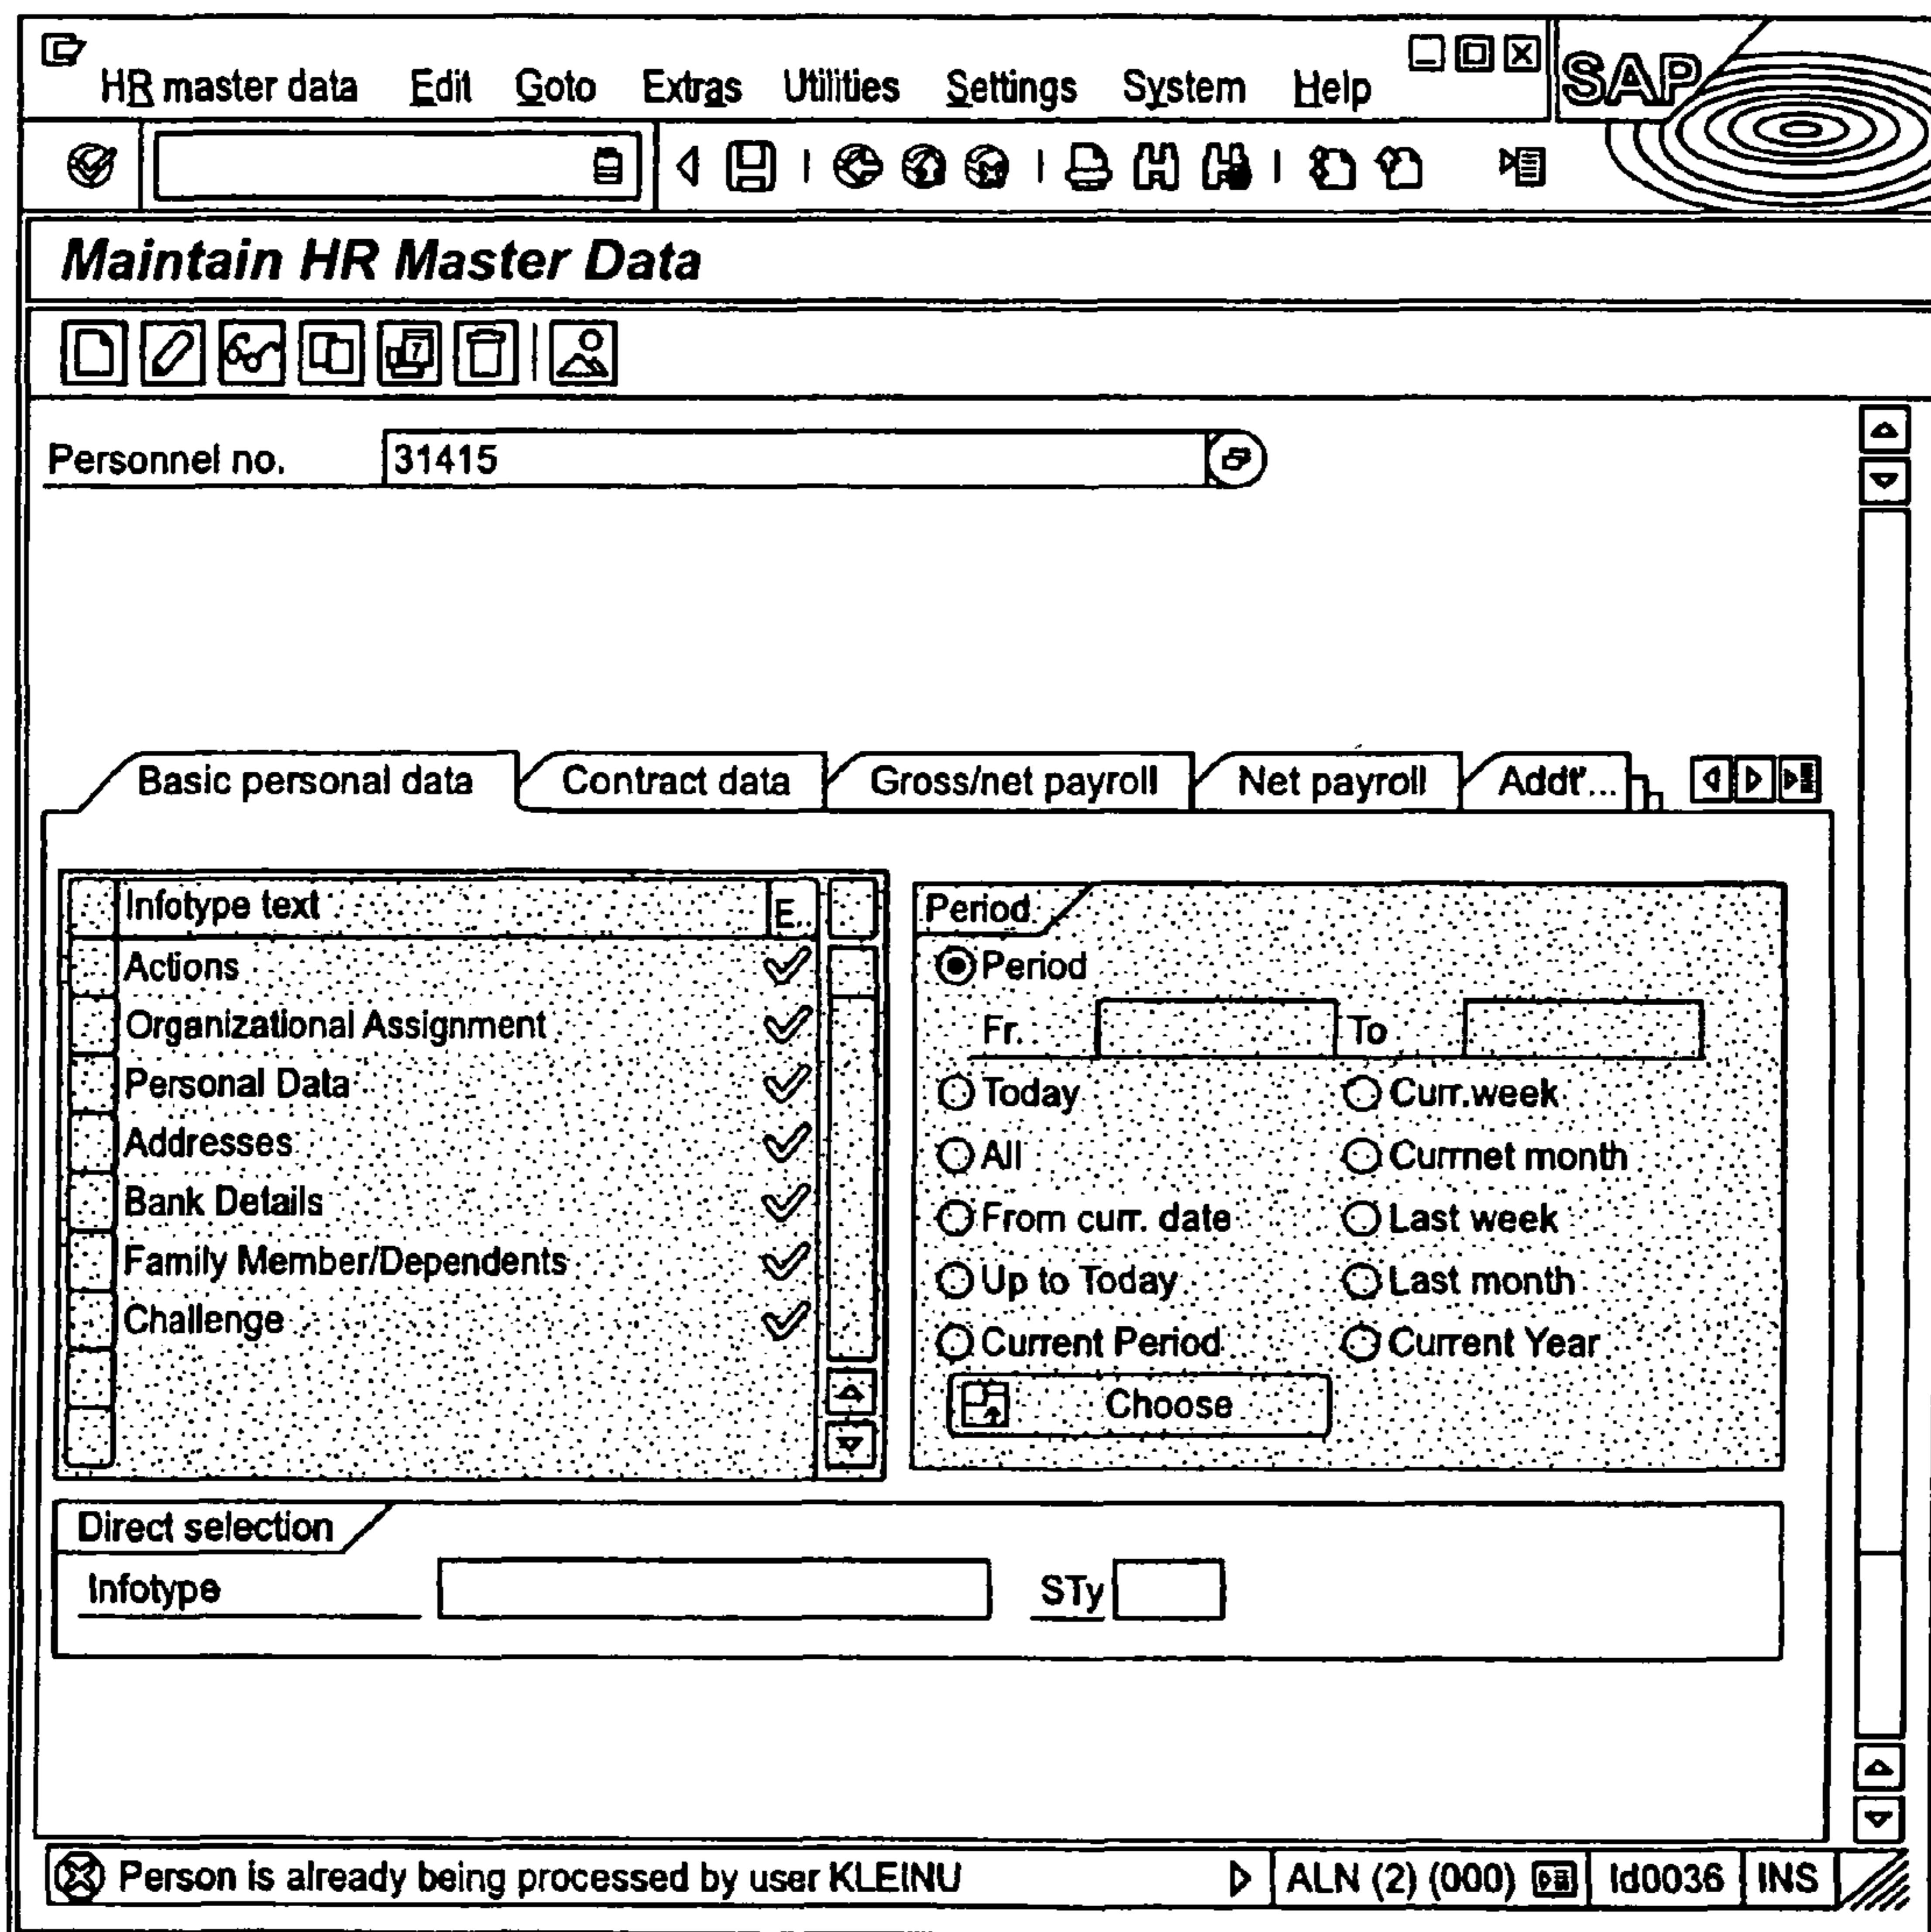 HR master data Edit Goto Extras Utilities Settings System Help
SAP
Maintain HR Master Data
7
Personnel no. 31415
Basic personal data Contract data Gross/net payroll Net payroll Addt'...
Infotype text E.
Actions
Organizational Assignment
Personal Data
Addresses
Bank Details
Family Member/Dependents
Challenge
Period
Period
Fr. To
Today Curr.week
All Currnet month
From curr. date Last week
Up to Today Last month
Current Period Current Year
Choose
Direct selection
Infotype STy
Person is already being processed by user KLEINU ALN (2) (000) Id0036 INS